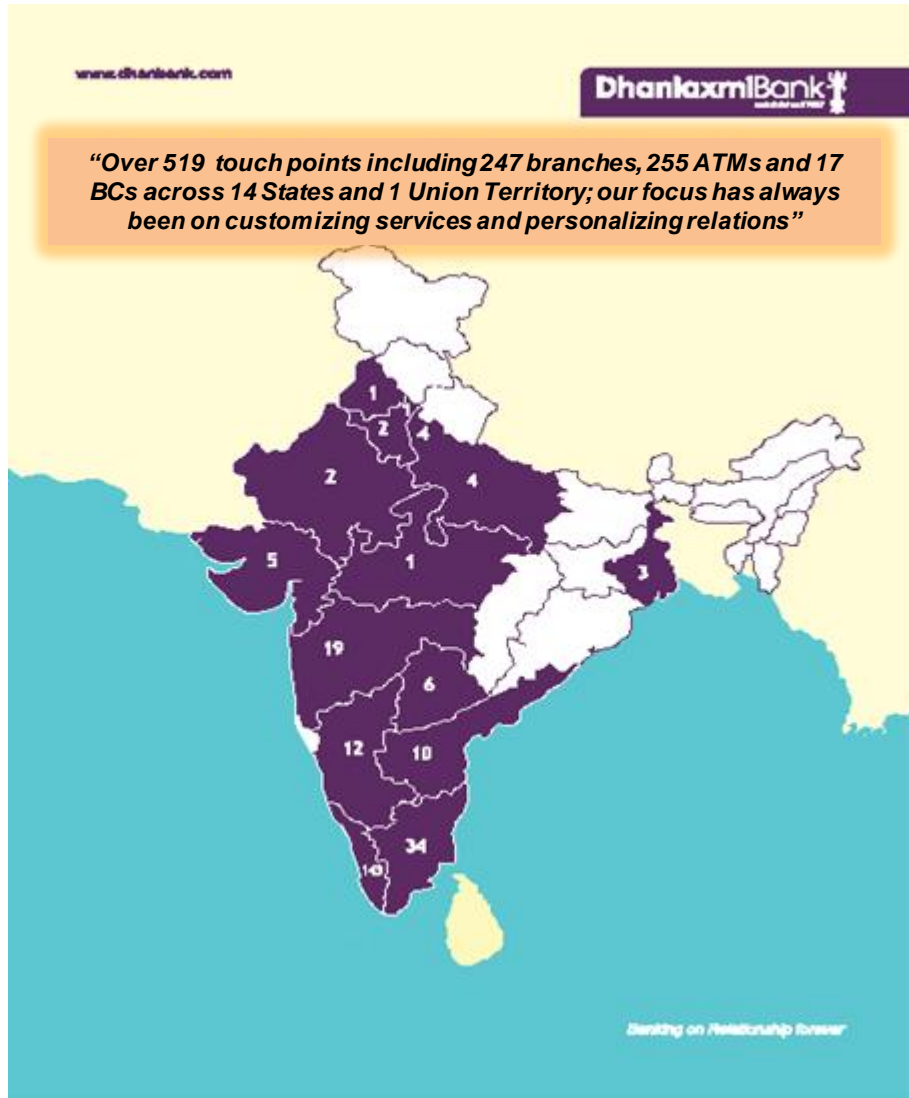 www.dhanbank.com
DhanlaxmiBank
“Over 519 touch points including 247 branches, 255 ATMs and 17
BCs across 14 States and 1 Union Territory; our focus has always
been on customizing services and personalizing relations”
1
2
4
2
4
5
1
3
19
6
12
10
34
Banking on Relationship forever